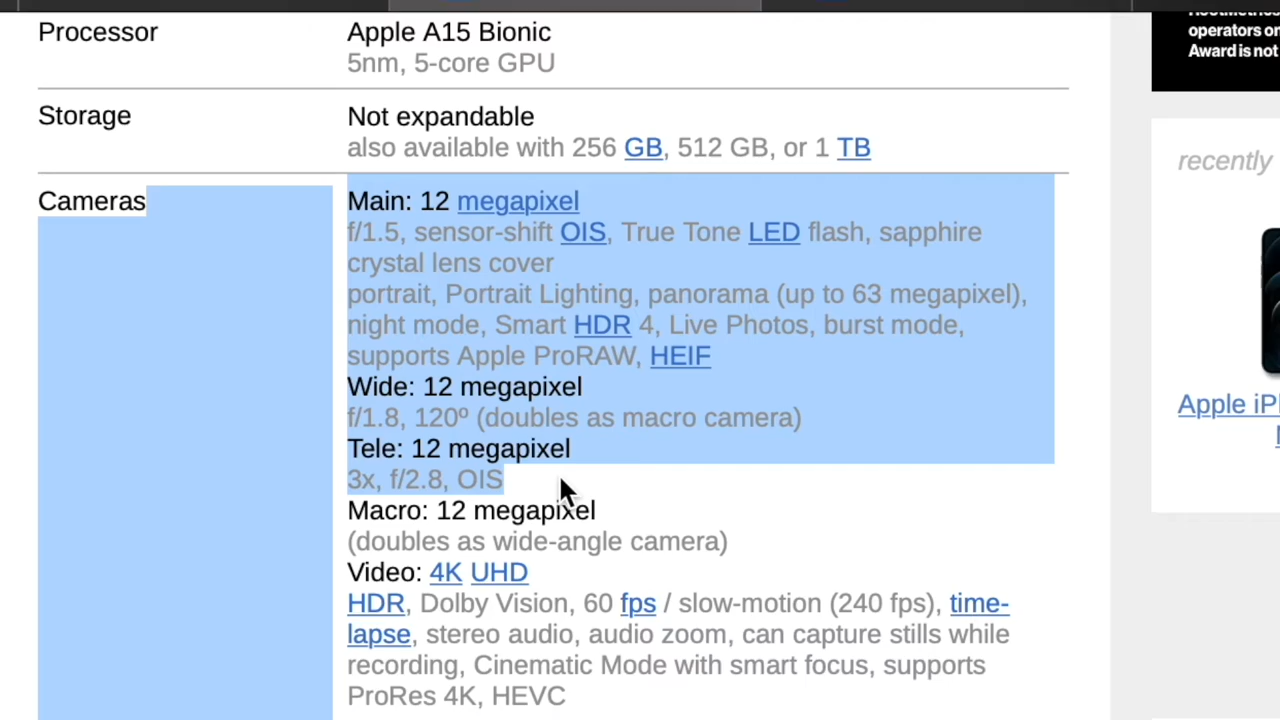 Processor
Apple A15 Bionic
5nm, 5-core GPU
Storage
Not expandable
also available with 256 GB, 512 GB, or 1 TB
Cameras
Main: 12 megapixel
f/1.5, sensor-shift OIS, True Tone LED flash, sapphire
crystal lens cover
portrait, Portrait Lighting, panorama (up to 63 megapixel),
night mode, Smart HDR 4, Live Photos, burst mode,
supports Apple ProRAW, HEIF
Wide: 12 megapixel
f/1.8, 120º (doubles as macro camera)
Tele: 12 megapixel
3x, f/2.8, OIS
Macro: 12 megapixel
(doubles as wide-angle camera)
Video: 4K UHD
HDR, Dolby Vision, 60 fps / slow-motion (240 fps), time-
lapse, stereo audio, audio zoom, can capture stills while
recording, Cinematic Mode with smart focus, supports
ProRes 4K, HEVC
operators on
Award is not
recently
Apple